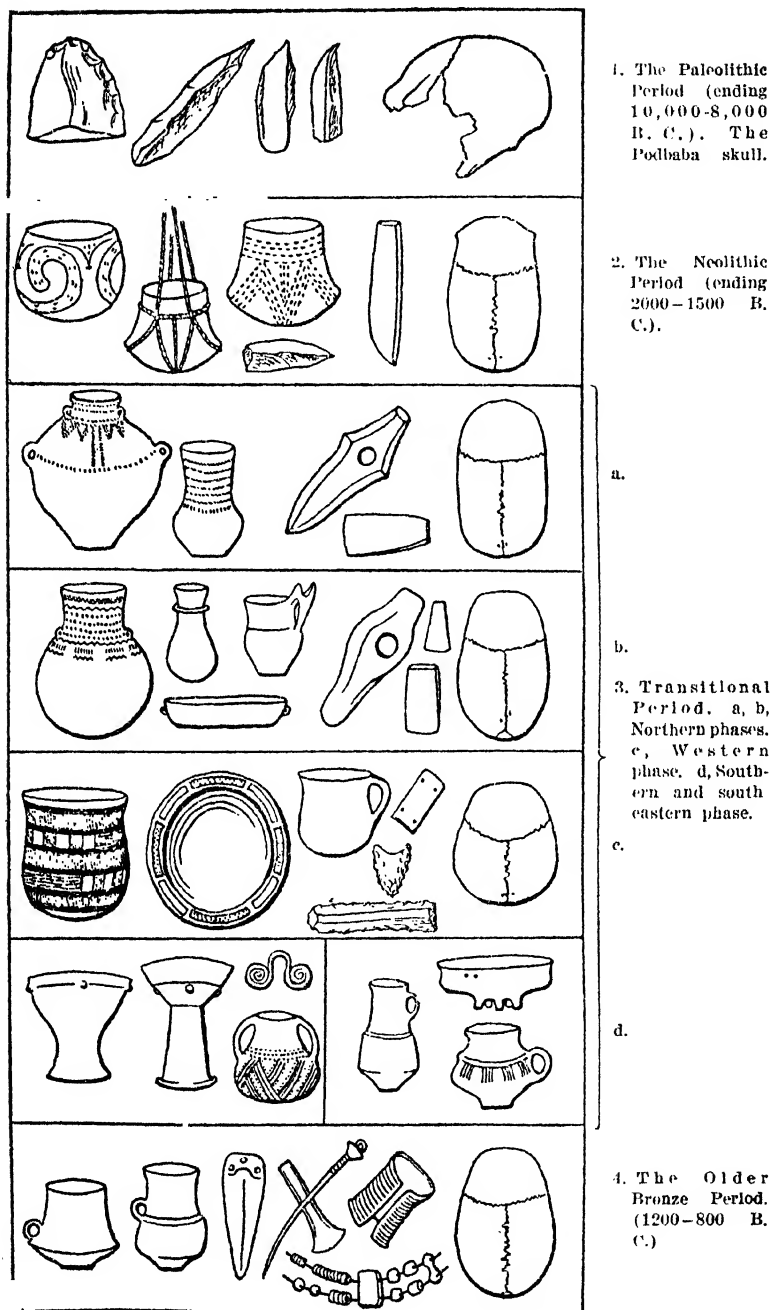 1. The Paleolithic
Period (ending
10,000-8,000
B. C.). The
Podbaba skull.
2. The Neolithic
Period (ending
2000–1500 B.
C.).
a.
b.
3. Transitional
Period. a, b,
Northern phases.
c, Western
phase. d, South-
ern and south
eastern phase.
c.
d.
4. The Older
Bronze Period.
(1200–800 B.
C.)